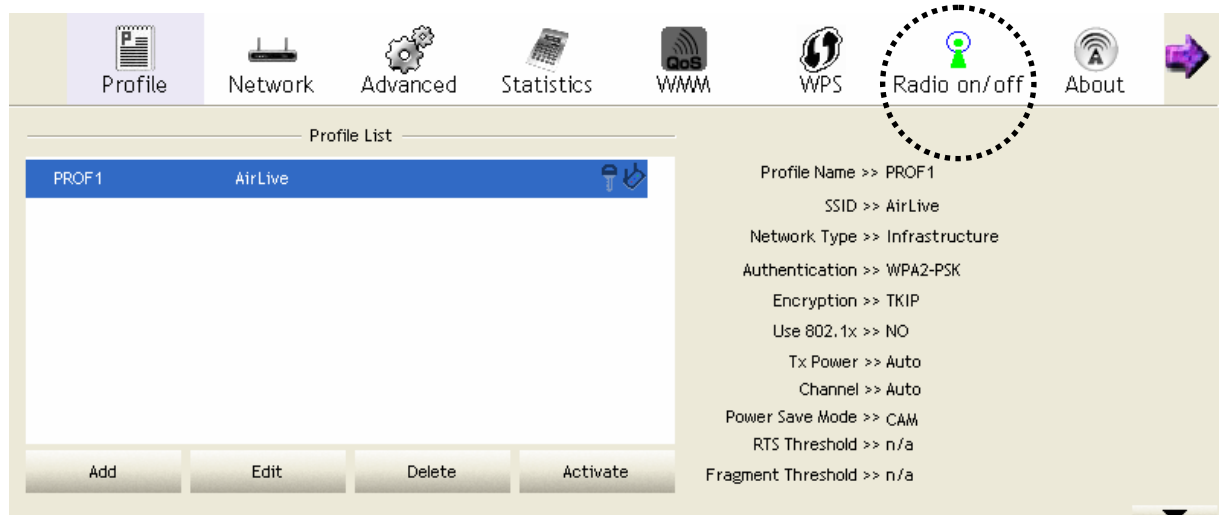 Profile Network Advanced Statistics QoS WMM WPS Radio on/off About
Profile List
PROF1 AirLive
Add Edit Delete Activate
Profile Name >> PROF1
SSID >> AirLive
Network Type >> Infrastructure
Authentication >> WPA2-PSK
Encryption >> TKIP
Use 802.1x >> NO
Tx Power >> Auto
Channel >> Auto
Power Save Mode >> CAM
RTS Threshold >> n/a
Fragment Threshold >> n/a